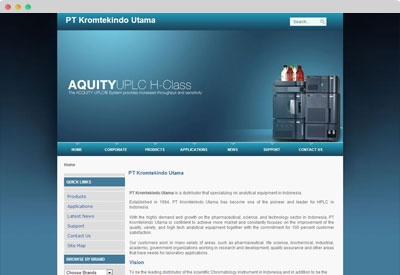 PT Kromtekindo Utama
Search..
AQUITYUPLC H-Class
The ACQUITY UPLC® System provides increased throughput and sensitivity
HOME CORPORATE PRODUCTS APPLICATIONS NEWS SUPPORT CONTACT US
Home
QUICK LINKS
Products
Applications
Latest News
Support
Contact Us
Site Map
BROWSE BY BRAND
Choose Brands
PT Kromtekindo Utama
PT Kromtekindo Utama is a distributor that specializing on analytical equipment in Indonesia.
Established in 1994, PT Kromtekindo Utama has become one of the pioneer and leader for HPLC in
Indonesia.
With the highly demand and growth on the pharmaceutical, science, and technology sector in Indonesia, PT
Kromtekindo Utama is confident to achieve more market and constantly focuses on the improvement of the
quality, variety, and high tech analytical equipment together with the commitment for 100 percent customer
satisfaction.
Our customers work in many variety of areas, such as pharmaceutical, life science, biochemical, industrial,
academic, government organizations working in research and development, quality assurance and other areas
that have needs for laboratory applications.
Vision
To be the leading distributor of the scientific Chromatography instrument in Indonesia and in addition to be the